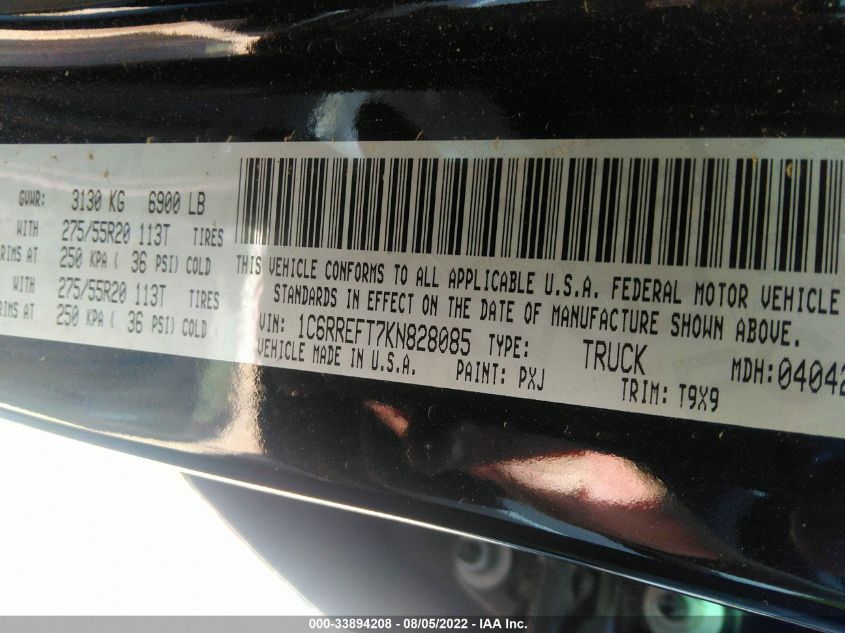 GVWR: 3130 KG 6900 LB
WITH 275/55R20 113T TIRES
RIMS AT 250 KPA ( 36 PSI) COLD
WITH 275/55R20 113T TIRES
RIMS AT 250 KPA ( 36 PSI) COLD
THIS VEHICLE CONFORMS TO ALL APPLICABLE U.S.A. FEDERAL MOTOR VEHICLE
STANDARDS IN EFFECT ON THE DATE OF MANUFACTURE SHOWN ABOVE.
VIN: 1C6RREFT7KN828085 TYPE: TRUCK MDH:04042
VEHICLE MADE IN U.S.A. PAINT: PXJ TRIM: T9X9
000-33894208 - 08/05/2022 - IAA Inc.